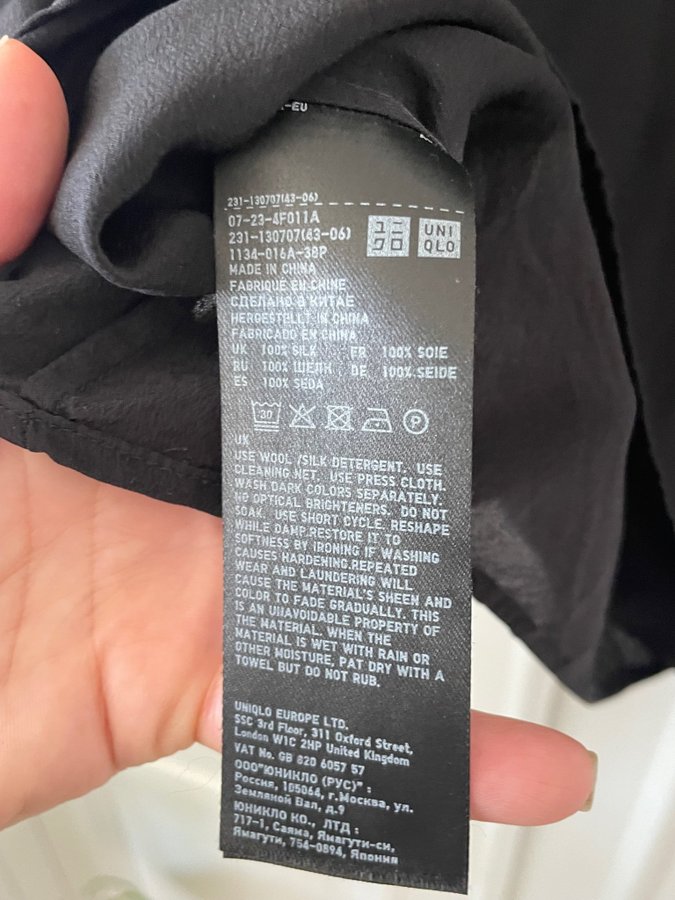 -EU
231-130707(43-06)
07-23-4F011A
231-130707(43-06)
1134-016A-38P
ユニ
クロ
UNI
QLO
MADE IN CHINA
FABRIQUE EN CHINE
СДЕЛАНО В КИТАЕ
HERGESTELLT IN CHINA
FABRICADO EN CHINA
UK 100% SILK FR 100% SOIE
RU 100% ШЕЛК DE 100% SEIDE
ES 100% SEDA
30 P
UK
USE WOOL /SILK DETERGENT. USE
CLEANING NET. USE PRESS CLOTH.
WASH DARK COLORS SEPARATELY.
NO OPTICAL BRIGHTENERS. DO NOT
SOAK. USE SHORT CYCLE. RESHAPE
WHILE DAMP.RESTORE IT TO
SOFTNESS BY IRONING IF WASHING
CAUSES HARDENING.REPEATED
WEAR AND LAUNDERING WILL
CAUSE THE MATERIAL'S SHEEN AND
COLOR TO FADE GRADUALLY. THIS
IS AN UNAVOIDABLE PROPERTY OF
THE MATERIAL. WHEN THE
MATERIAL IS WET WITH RAIN OR
OTHER MOISTURE, PAT DRY WITH A
TOWEL BUT DO NOT RUB.
UNIQLO EUROPE LTD.
SSC 3rd Floor, 311 Oxford Street,
London W1C 2HP United Kingdom
VAT No. GB 820 6057 57
ООО"ЮНИКЛО (РУС)" :
Россия, 105064, г.Москва, ул.
Земляной Вал, д.9
ЮНИКЛО КО., ЛТД :
717-1, Саяма, Ямагути-си,
Ямагути, 754-0894, Япония